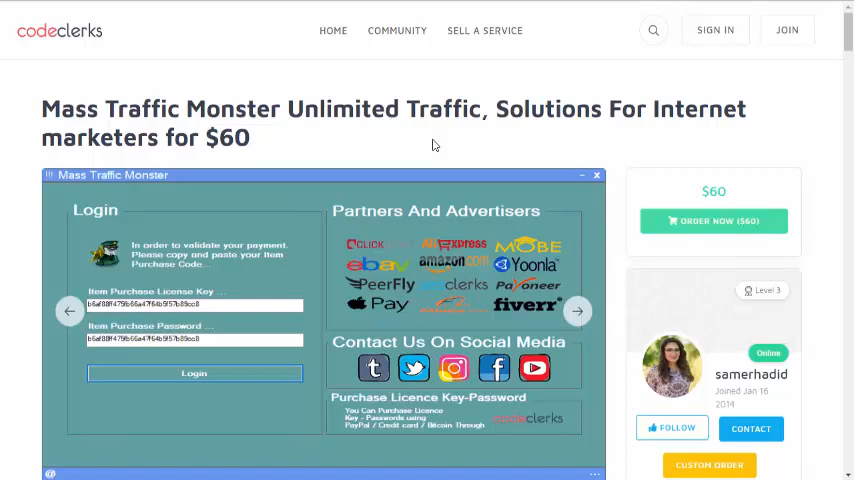 codeclerks
HOME
COMMUNITY
SELL A SERVICE
SIGN IN
JOIN
Mass Traffic Monster Unlimited Traffic, Solutions For Internet
marketers for $60
!!! Mass Traffic Monster
Login
In order to validate your payment.
Please copy and paste your Item
Purchase Code...
Item Purchase License Key ...
Item Purchase Password ...
Login
Partners And Advertisers
CLICK
AliExpress
MOBE
ebay
amazon.com
Yoonla
PeerFly
clerks
Payoneer
Pay
fiverr
Contact Us On Social Media
Purchase Licence Key-Password
You Can Purchase Licence
Key - Passwords using
PayPal / Credit card / Bitcoin Through
codeclerks
@
...
$60
ORDER NOW ($60)
Level 3
Online
samerhadid
Joined Jan 16
2014
FOLLOW
CONTACT
CUSTOM ORDER